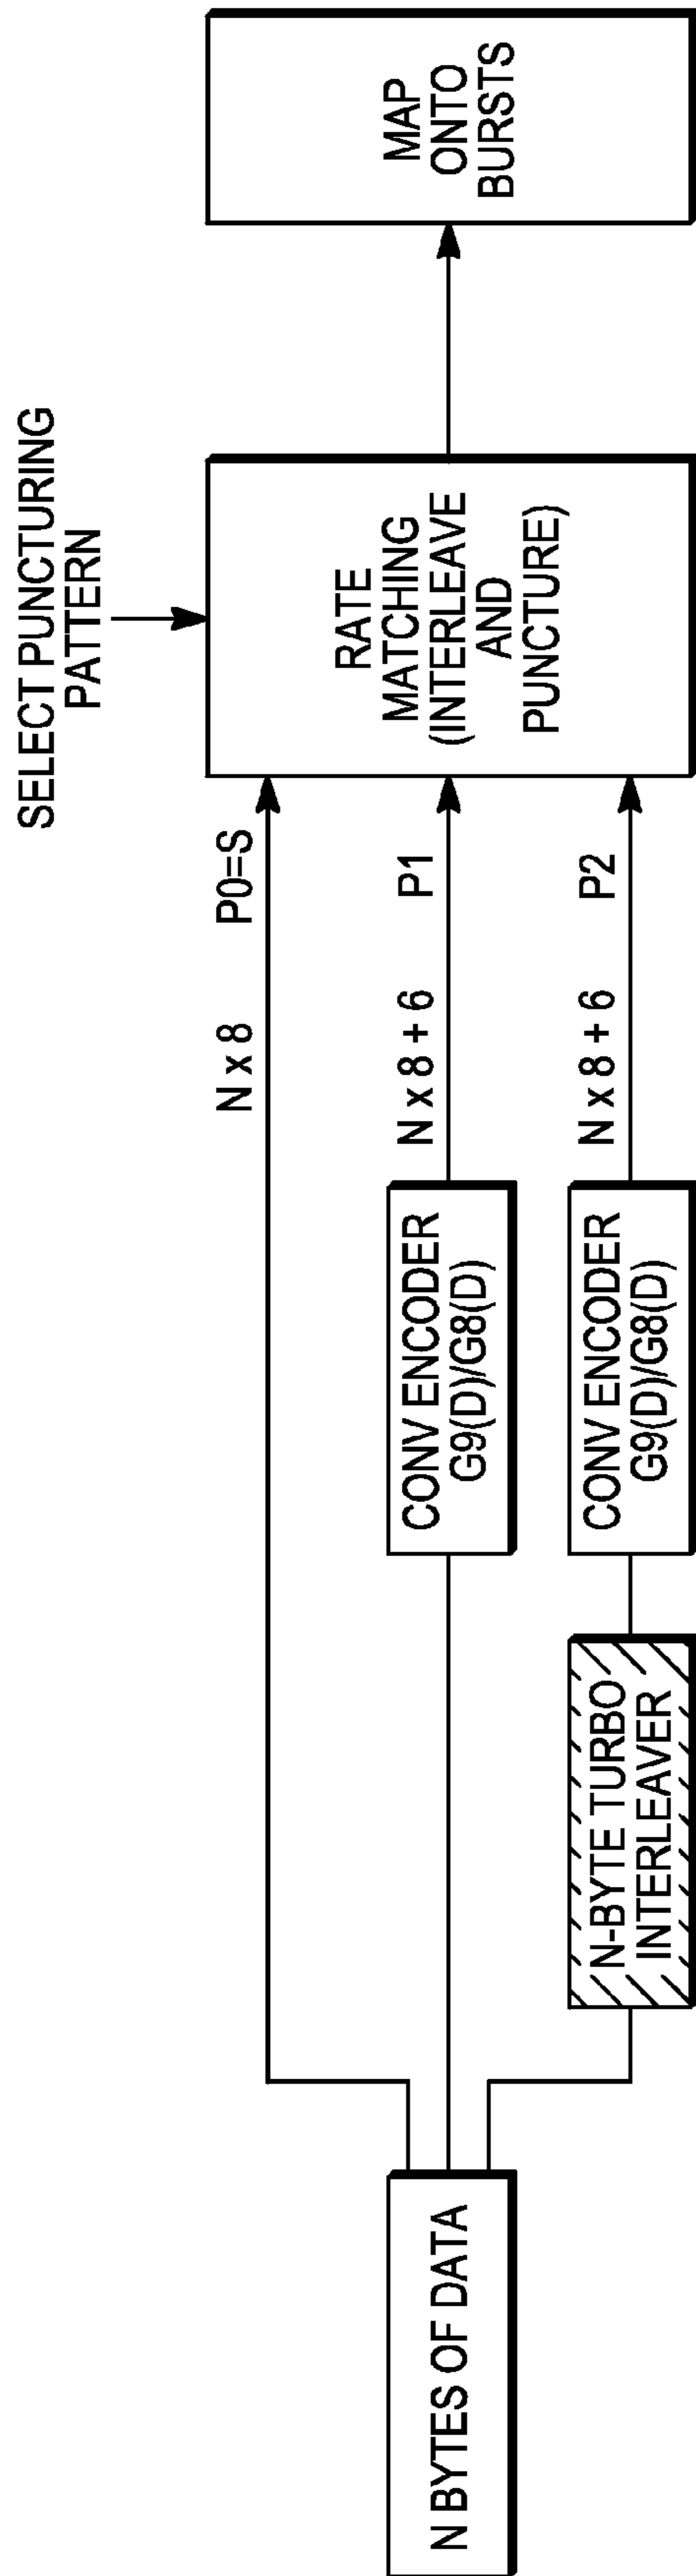 N BYTES OF DATA
N-BYTE TURBO
INTERLEAVER
CONV ENCODER
G9(D)/G8(D)
CONV ENCODER
G9(D)/G8(D)
N x 8 P0=S
N x 8 + 6 P1
N x 8 + 6 P2
SELECT PUNCTURING
PATTERN
RATE
MATCHING
(INTERLEAVE
AND
PUNCTURE)
MAP
ONTO
BURSTS